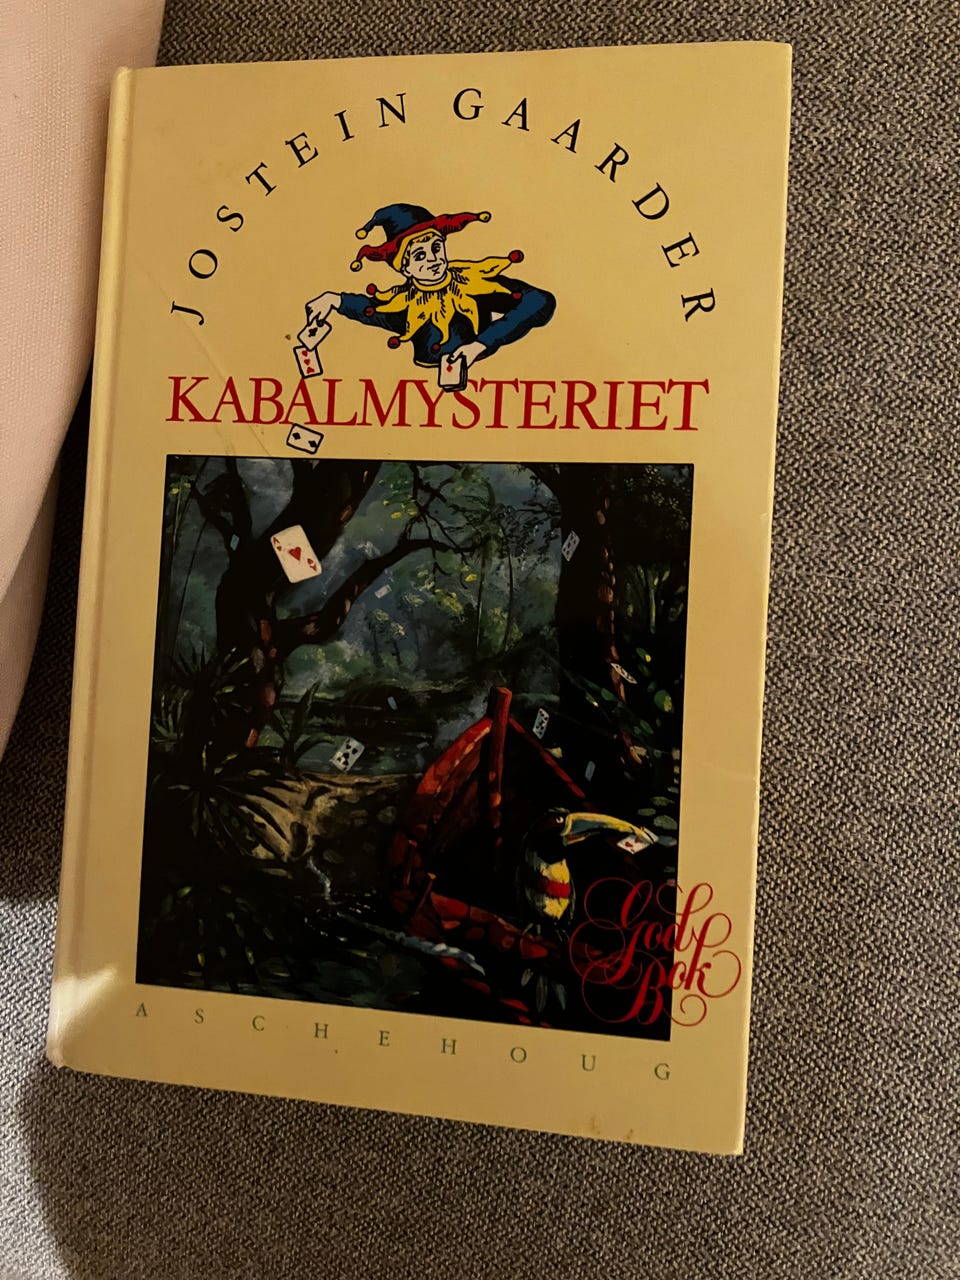 JOSTEIN GAARDER
KABALMYSTERIET
God
Bok
ASCHEHOUG